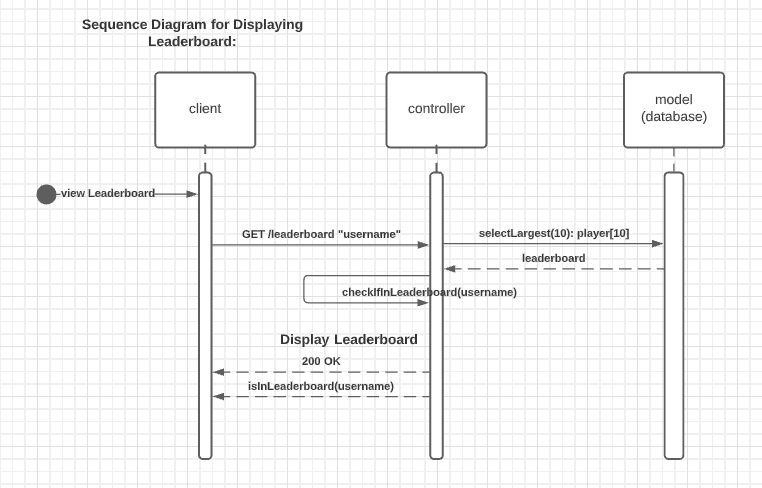 Sequence Diagram for Displaying
Leaderboard:
client
controller
model
(database)
view Leaderboard
GET /leaderboard "username"
selectLargest(10): player[10]
leaderboard
checkIfInLeaderboard(username)
Display Leaderboard
200 OK
isInLeaderboard(username)